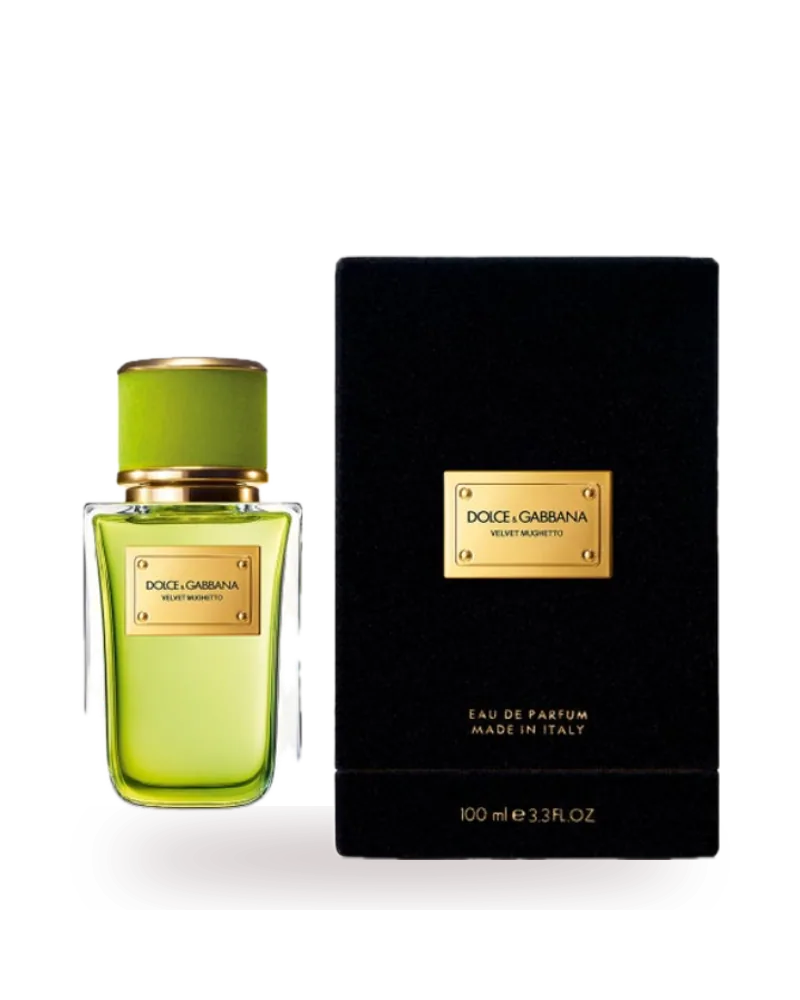 DOLCE & GABBANA
VELVET MUGHETTO
DOLCE & GABBANA
VELVET MUGHETTO
EAU DE PARFUM
MADE IN ITALY
100 ml ℮ 3.3FL.OZ